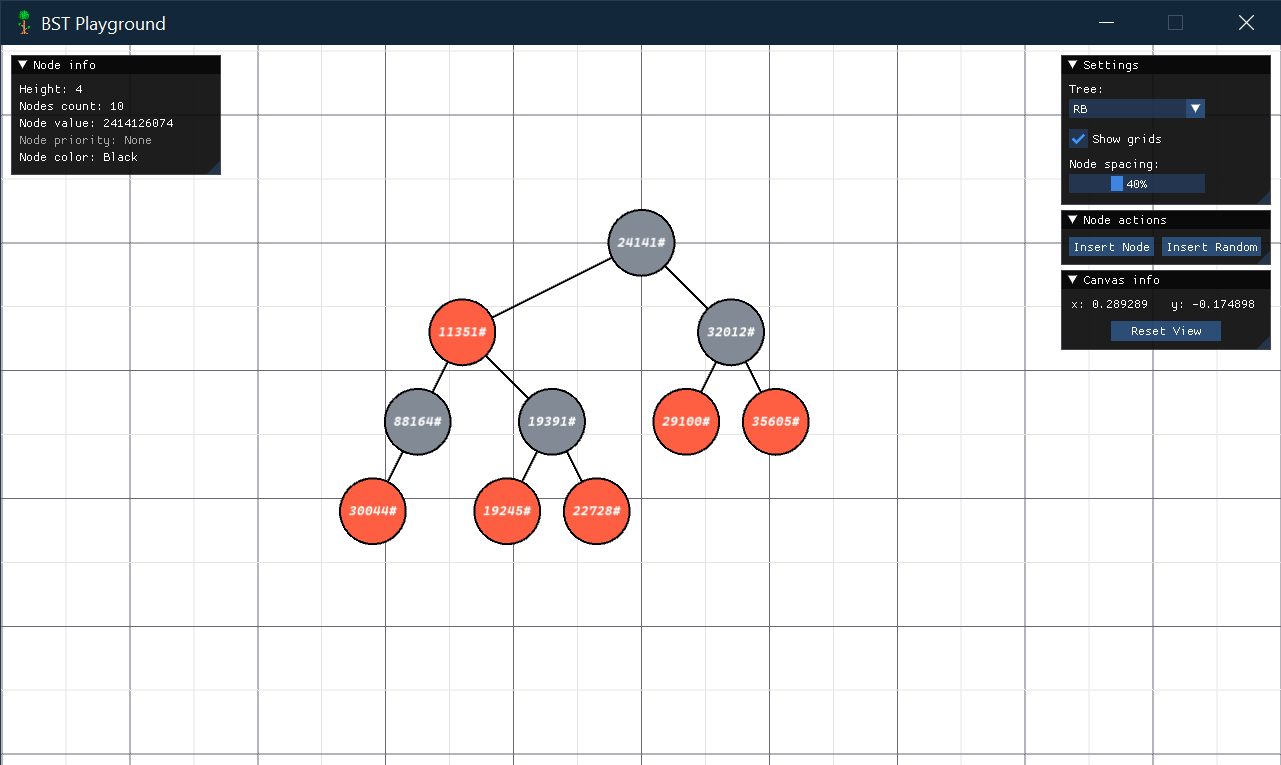 BST Playground
Node info
Height: 4
Nodes count: 10
Node value: 2414126074
Node priority: None
Node color: Black
Settings
Tree:
RB
Show grids
Node spacing:
40%
Node actions
Insert Node Insert Random
Canvas info
x: 0.289289 y: -0.174898
Reset View
24141#
11351# 32012#
88164# 19391# 29100# 35605#
30044# 19245# 22728#